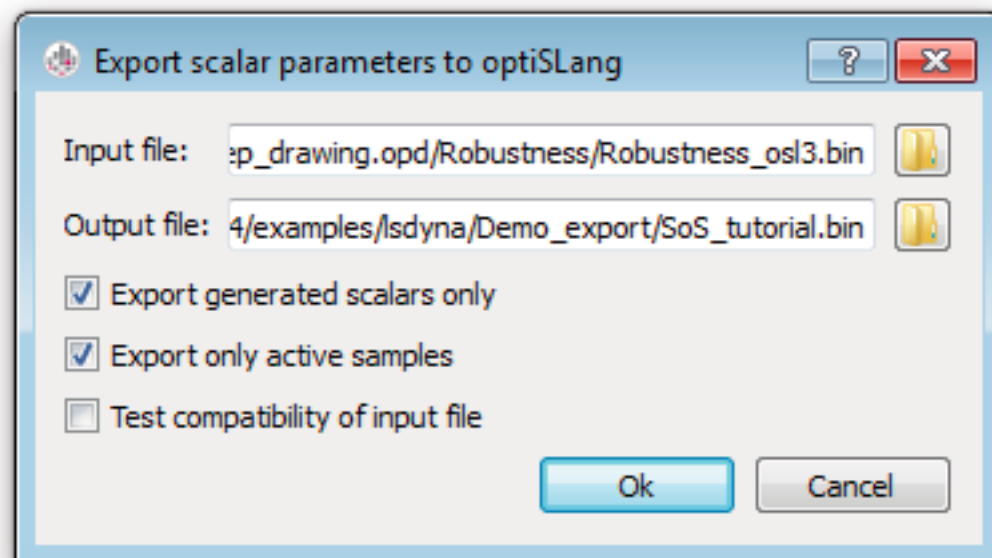 Export scalar parameters to optiSLang
Input file: ep_drawing.opd/Robustness/Robustness_osl3.bin
Output file: 4/examples/lsdyna/Demo_export/SoS_tutorial.bin
Export generated scalars only
Export only active samples
Test compatibility of input file
Ok Cancel